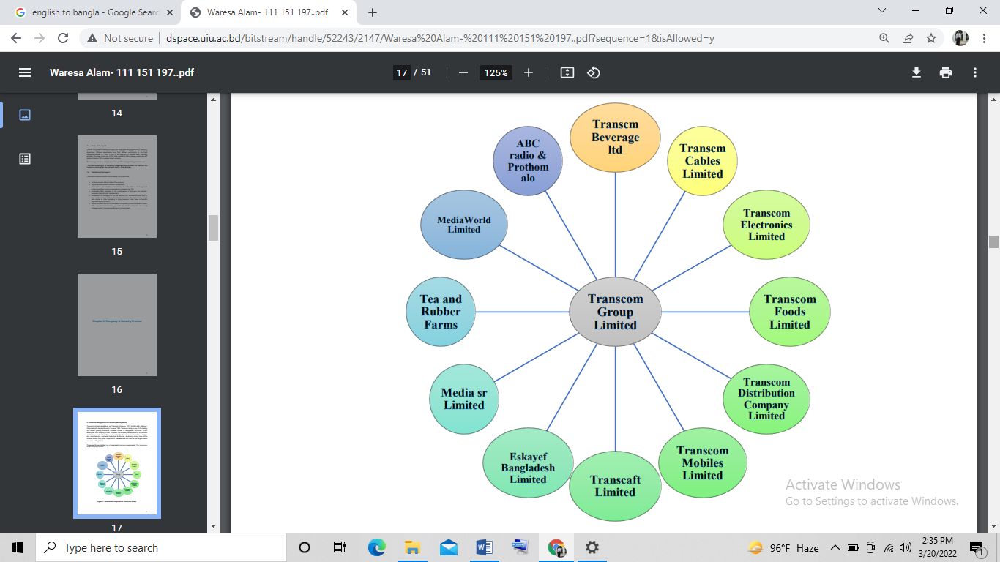 english to bangla - Google Searc
Waresa Alam- 111 151 197..pdf
Not secure
dspace.uiu.ac.bd/bitstream/handle/52243/2147/Waresa%20Alam-%20111%20151%20197..pdf?sequence=1&isAllowed=y
Waresa Alam- 111 151 197..pdf
17 / 51
125%
14
15
16
17
Transcm
Beverage
ltd
Transcm
Cables
Limited
Transcom
Electronics
Limited
Transcom
Foods
Limited
Transcom
Distribution
Company
Limited
Transcom
Mobiles
Limited
Transcaft
Limited
Eskayef
Bangladesh
Limited
Media sr
Limited
Tea and
Rubber
Farms
MediaWorld
Limited
ABC
radio &
Prothom
alo
Transcom
Group
Limited
Activate Windows
Go to Settings to activate Windows.
Type here to search
96°F Haze
2:35 PM
3/20/2022
1